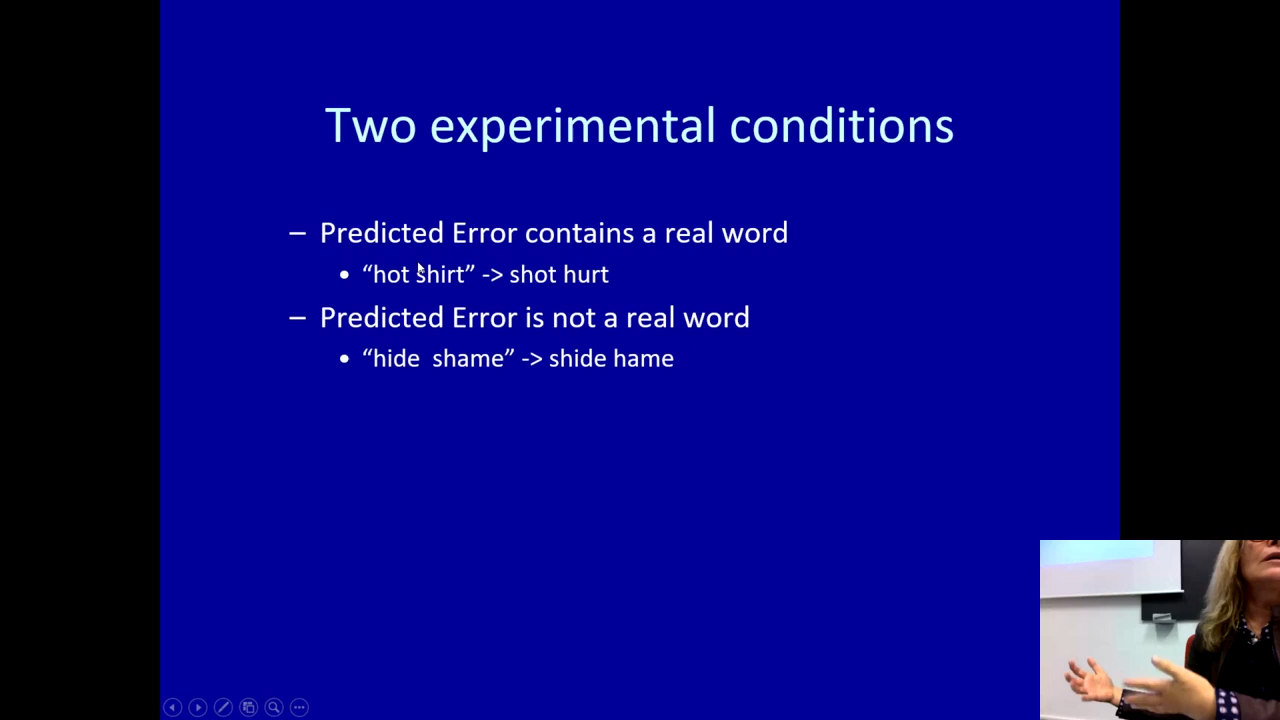 Two experimental conditions
– Predicted Error contains a real word
• “hot shirt” -> shot hurt
– Predicted Error is not a real word
• “hide  shame” -> shide hame